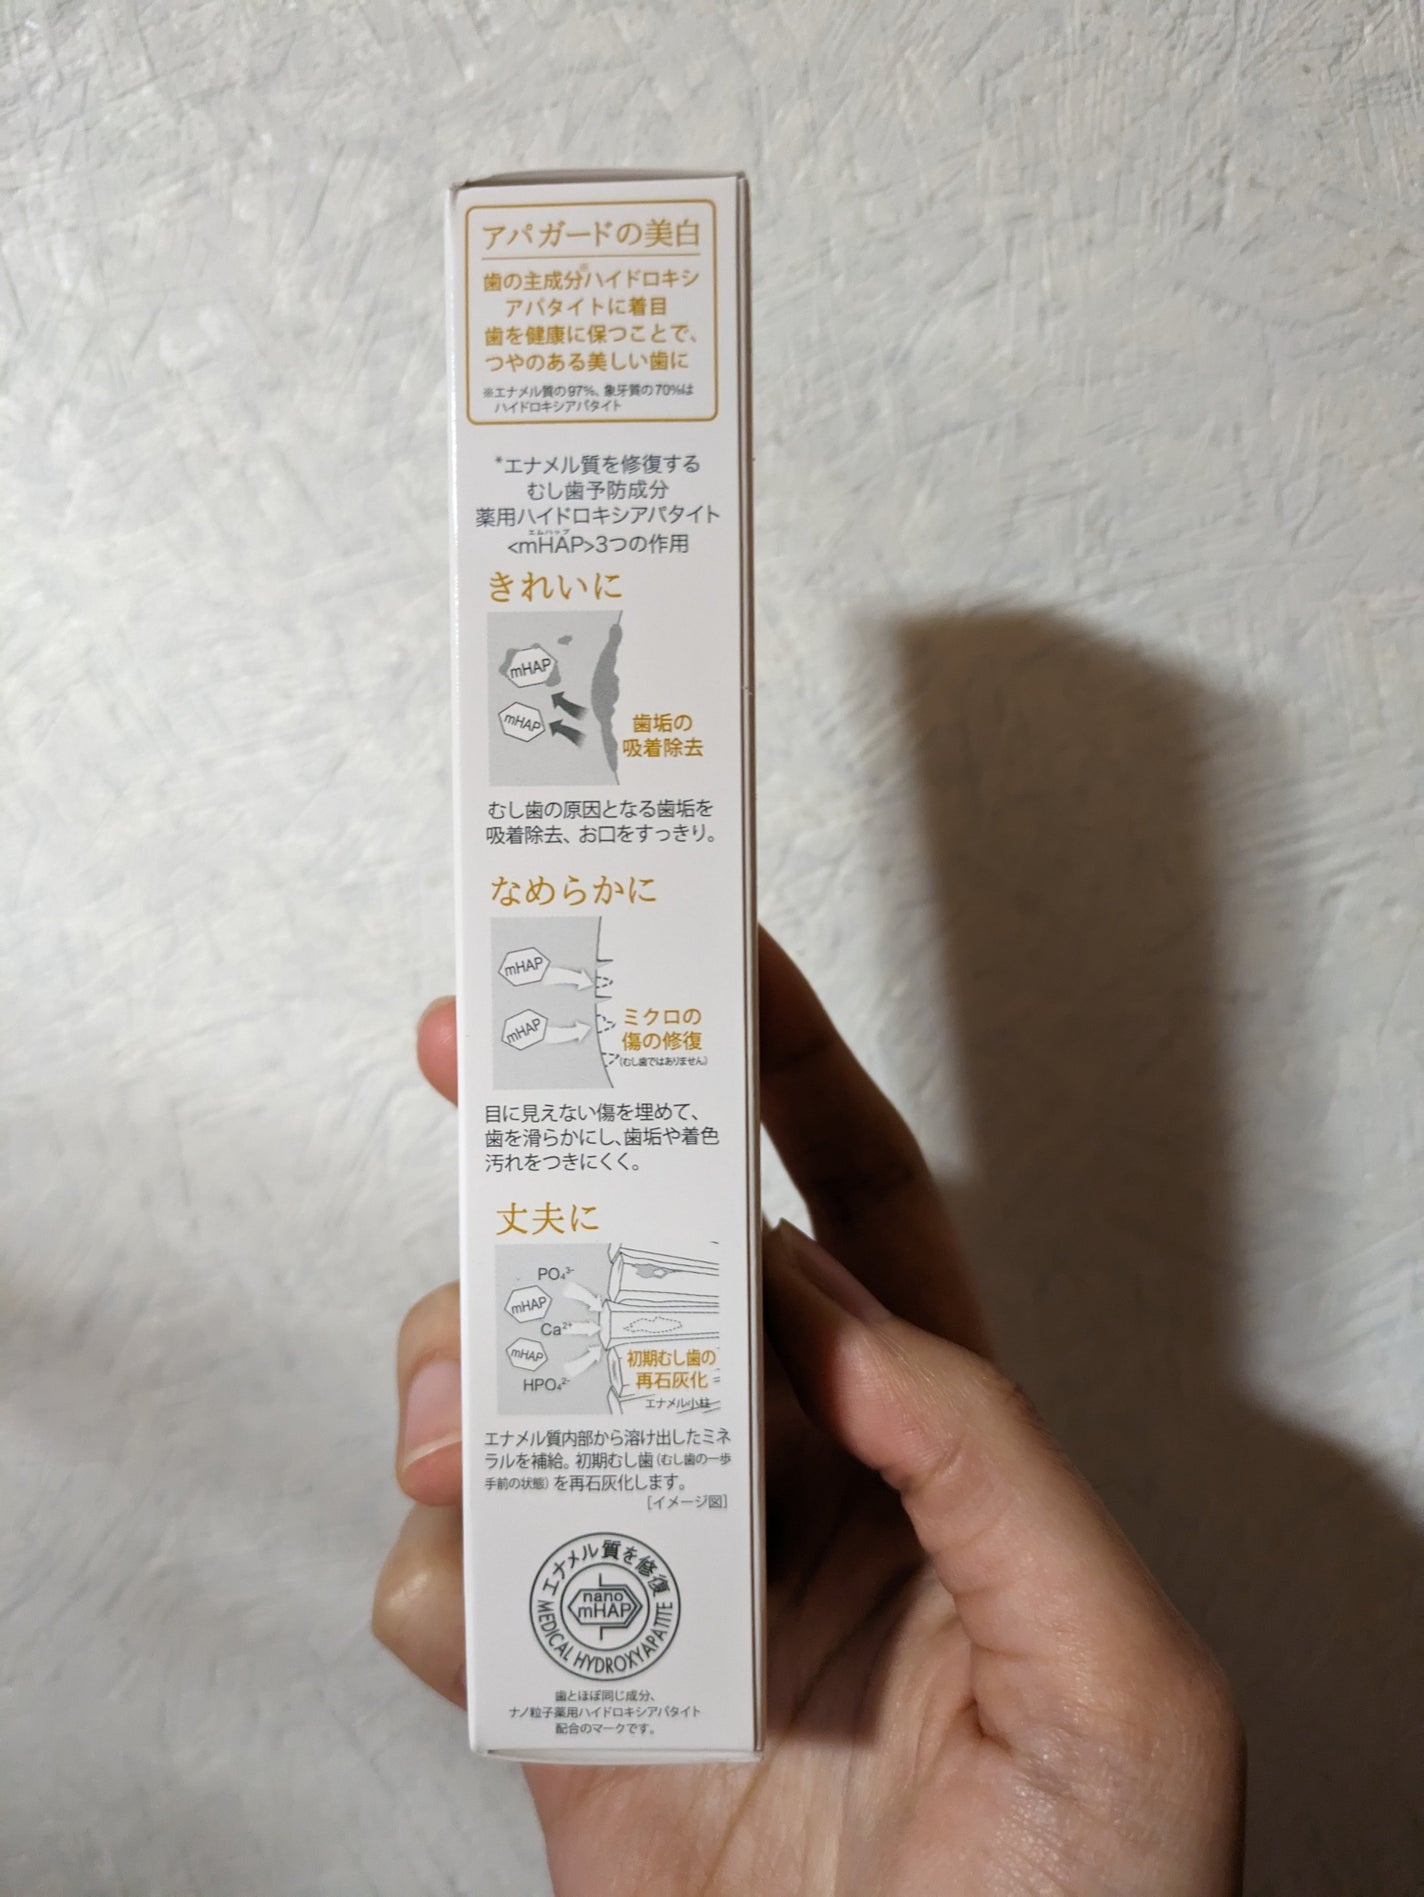 アパガードの美白
歯の主成分※ハイドロキシ
アパタイトに着目
歯を健康に保つことで、
つやのある美しい歯に
※エナメル質の97%、象牙質の70%は
ハイドロキシアパタイト
*エナメル質を修復する
むし歯予防成分
薬用ハイドロキシアパタイト
エムハップ
<mHAP>3つの作用
きれいに
mHAP
mHAP
歯垢の
吸着除去
むし歯の原因となる歯垢を
吸着除去、お口をすっきり。
なめらかに
mHAP
mHAP
ミクロの
傷の修復
(むし歯ではありません)
目に見えない傷を埋めて、
歯を滑らかにし、歯垢や着色
汚れをつきにくく。
丈夫に
PO₄³⁻
mHAP
Ca²⁺
mHAP
HPO₄²⁻
初期むし歯の
再石灰化
エナメル小柱
エナメル質内部から溶け出したミネ
ラルを補給。初期むし歯(むし歯の一歩
手前の状態)を再石灰化します。
[イメージ図]
エナメル質を修復
nano
mHAP
MEDICAL HYDROXYAPATITE
歯とほぼ同じ成分、
ナノ粒子薬用ハイドロキシアパタイト
配合のマークです。